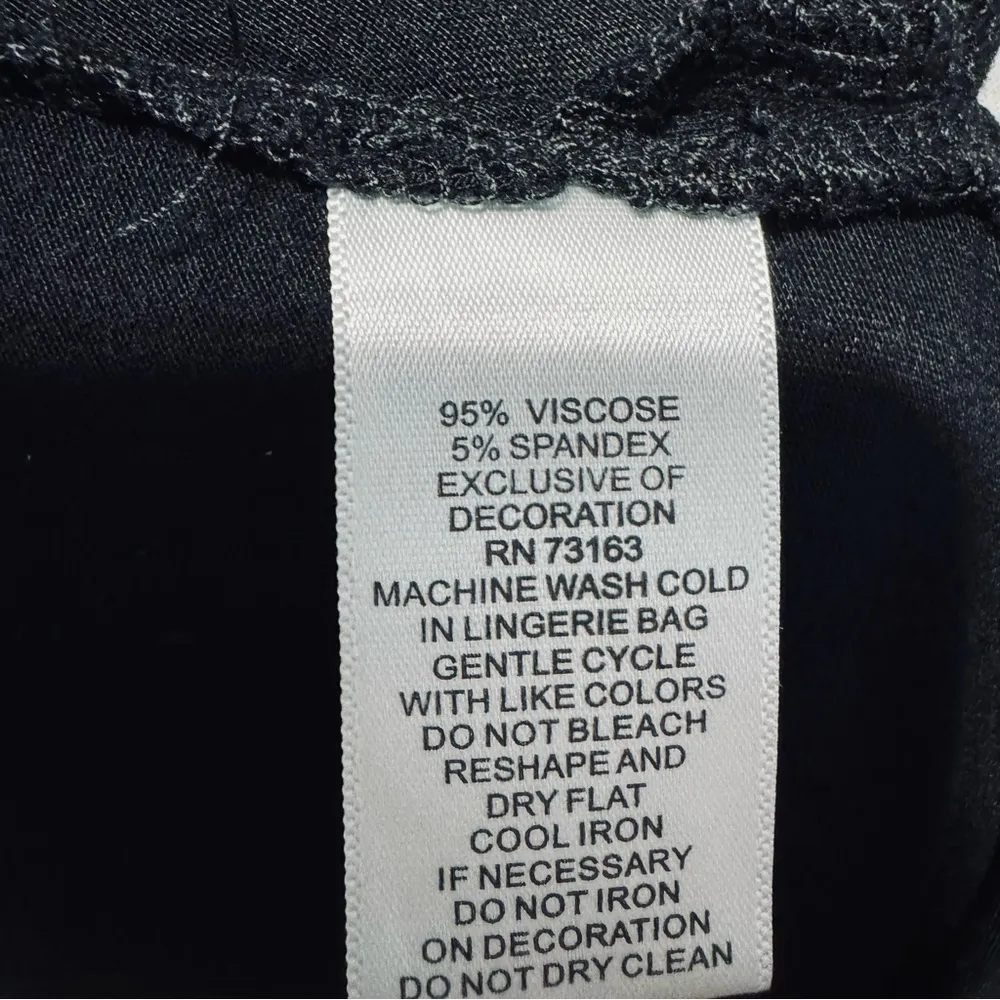 95% VISCOSE
5% SPANDEX
EXCLUSIVE OF
DECORATION
RN 73163
MACHINE WASH COLD
IN LINGERIE BAG
GENTLE CYCLE
WITH LIKE COLORS
DO NOT BLEACH
RESHAPE AND
DRY FLAT
COOL IRON
IF NECESSARY
DO NOT IRON
ON DECORATION
DO NOT DRY CLEAN